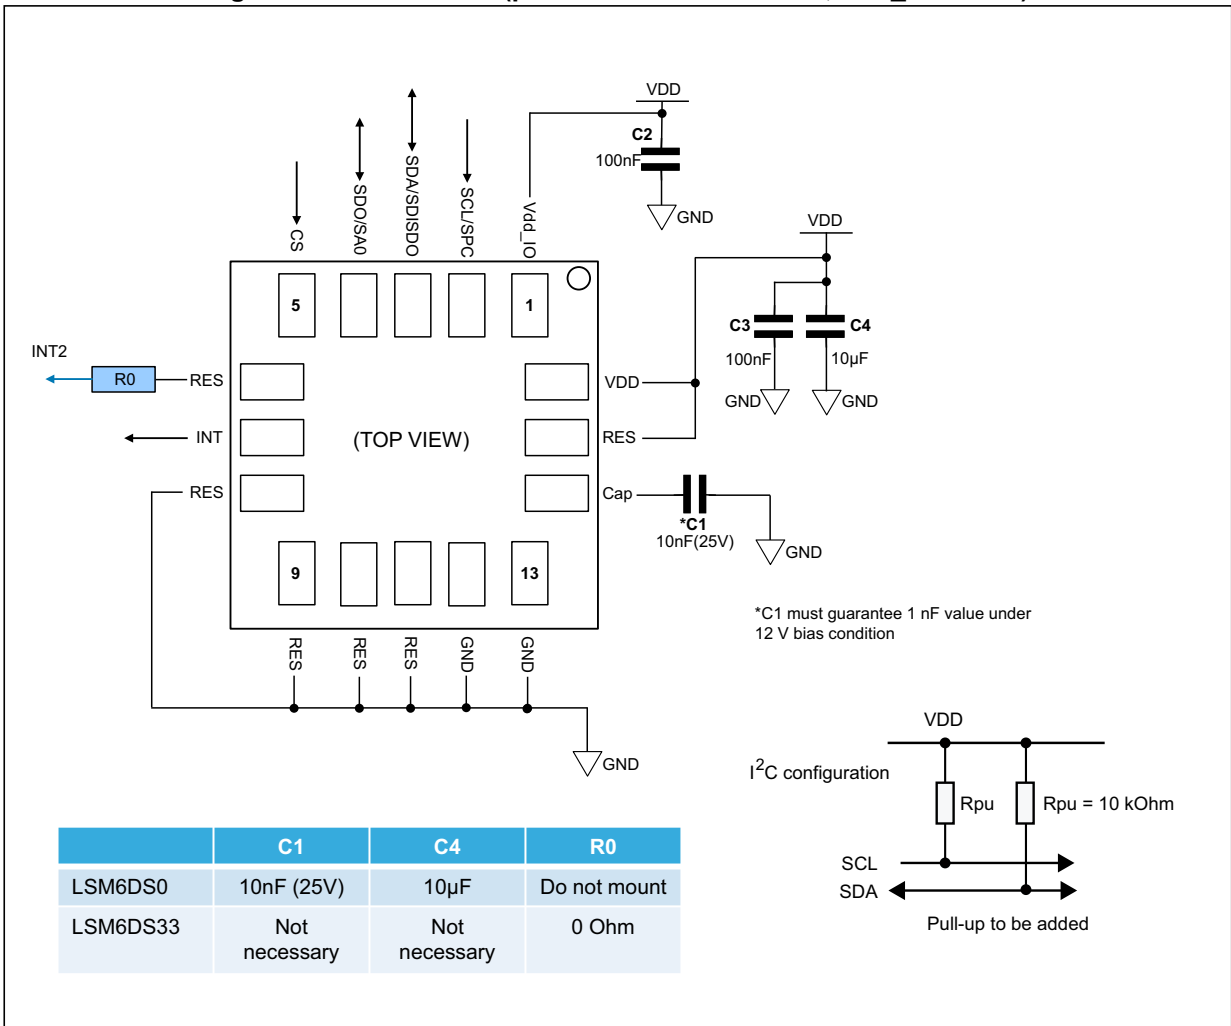 VDD
C2
100nF
GND
CS
SDO/SA0
SDA/SDISDO
SCL/SPC
Vdd_IO
VDD
5
1
C3
C4
100nF
10µF
GND
GND
INT2
R0
RES
VDD
INT
(TOP VIEW)
RES
RES
Cap
*C1
10nF(25V)
GND
9
13
*C1 must guarantee 1 nF value under
12 V bias condition
RES
RES
RES
GND
GND
GND
VDD
I²C configuration
Rpu
Rpu = 10 kOhm
SCL
SDA
Pull-up to be added
C1 C4 R0
LSM6DS0 10nF (25V) 10µF Do not mount
LSM6DS33 Not necessary Not necessary 0 Ohm